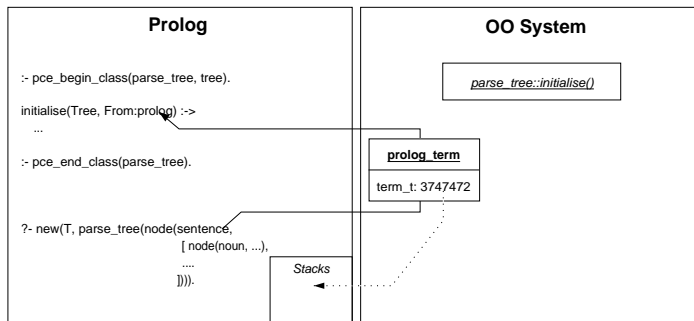 Prolog
:- pce_begin_class(parse_tree, tree).
initialise(Tree, From:prolog) :->
...
:- pce_end_class(parse_tree).
?- new(T, parse_tree(node(sentence,
[ node(noun, ...),
....
]))).
Stacks
OO System
parse_tree::initialise()
prolog_term
term_t: 3747472